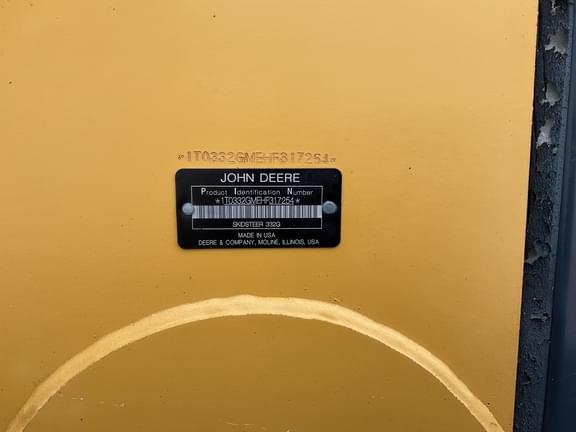 *1T0332GMEHF317254*
JOHN DEERE
Product Identification Number
*1T0332GMEHF317254*
SKIDSTEER 332G
MADE IN USA
DEERE & COMPANY, MOLINE, ILLINOIS, USA